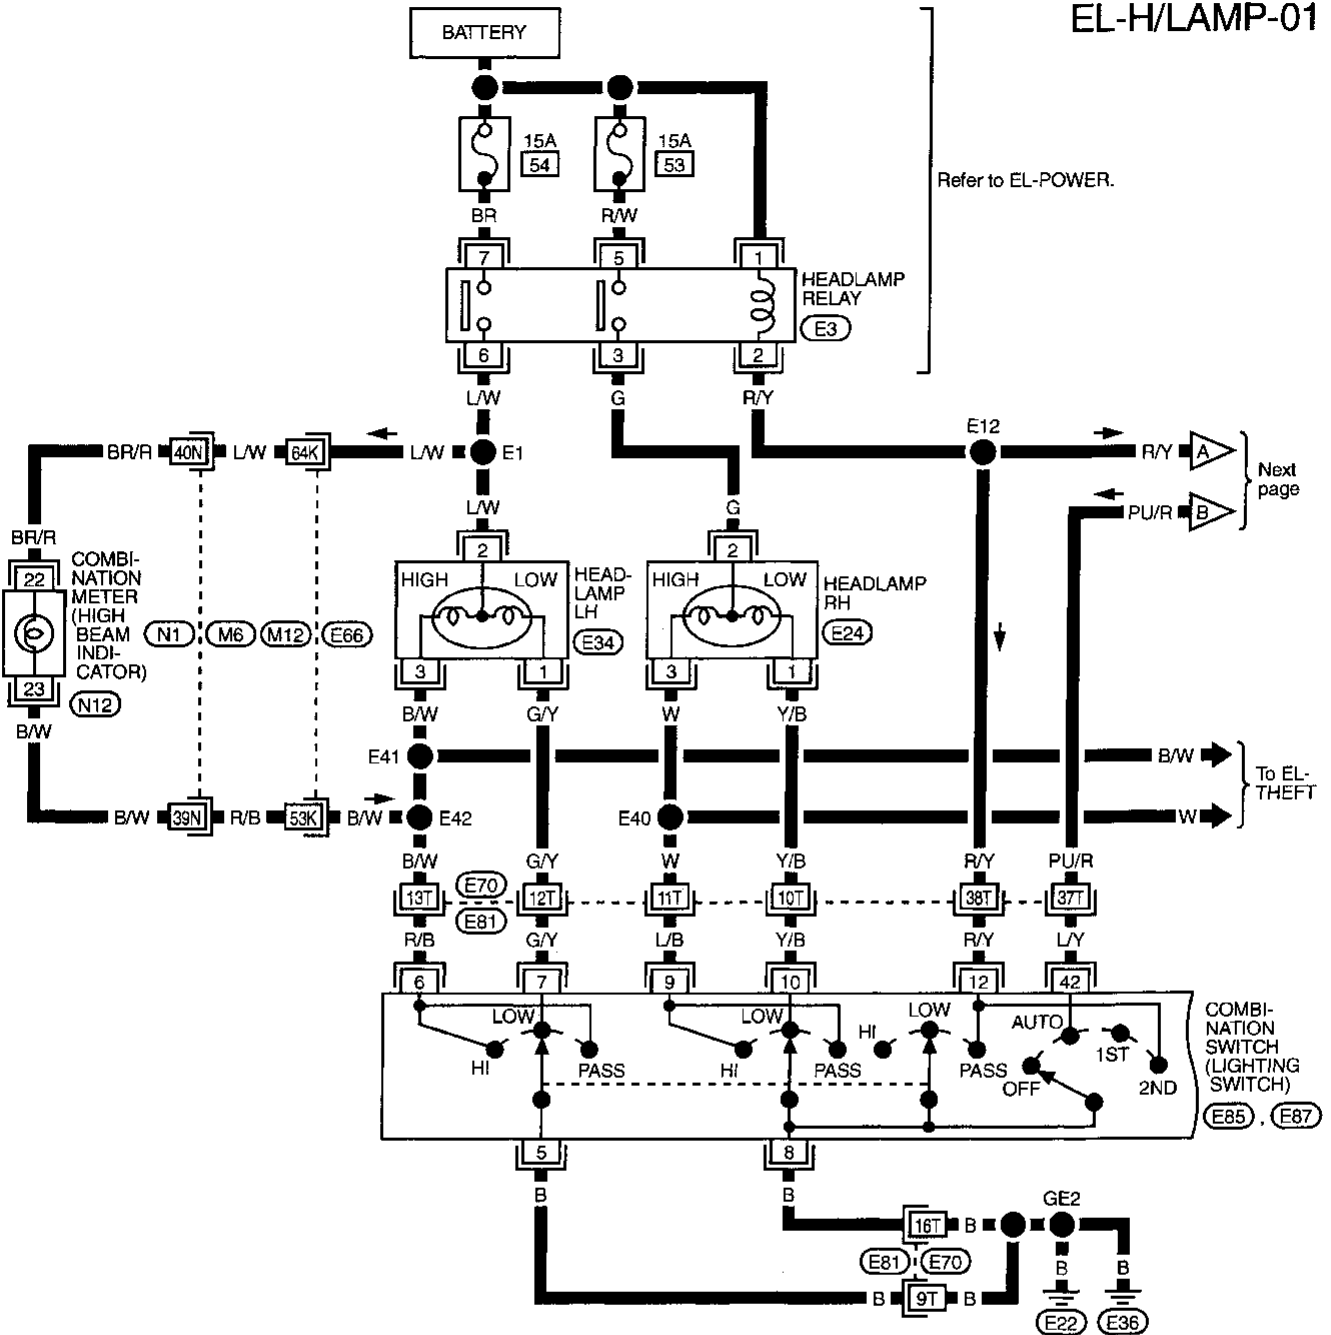 EL-H/LAMP-01
BATTERY
15A
54
15A
53
Refer to EL-POWER.
BR
R/W
7
5
1
HEADLAMP
RELAY
E3
6
3
2
L/W
G
R/Y
E12
BR/R
40N
L/W
64K
L/W
E1
R/Y
A
Next
page
PU/R
B
L/W
G
BR/R
22
COMBI-
NATION
METER
(HIGH
BEAM
INDI-
CATOR)
23
N12
B/W
N1
M6
M12
E66
2
HIGH
LOW
HEAD-
LAMP
LH
E34
3
1
2
HIGH
LOW
HEADLAMP
RH
E24
3
1
B/W
G/Y
W
Y/B
E41
B/W
To EL-
THEFT
B/W
39N
R/B
53K
B/W
E42
E40
W
B/W
G/Y
W
Y/B
R/Y
PU/R
13T
E70
E81
12T
11T
10T
38T
37T
R/B
G/Y
L/B
Y/B
R/Y
L/Y
6
7
9
10
12
42
LOW
HI
PASS
LOW
HI
PASS
HI
LOW
PASS
AUTO
1ST
OFF
2ND
COMBI-
NATION
SWITCH
(LIGHTING
SWITCH)
E85 , E87
5
8
B
B
16T
B
GE2
E81
E70
B
B
B
9T
B
E22
E36